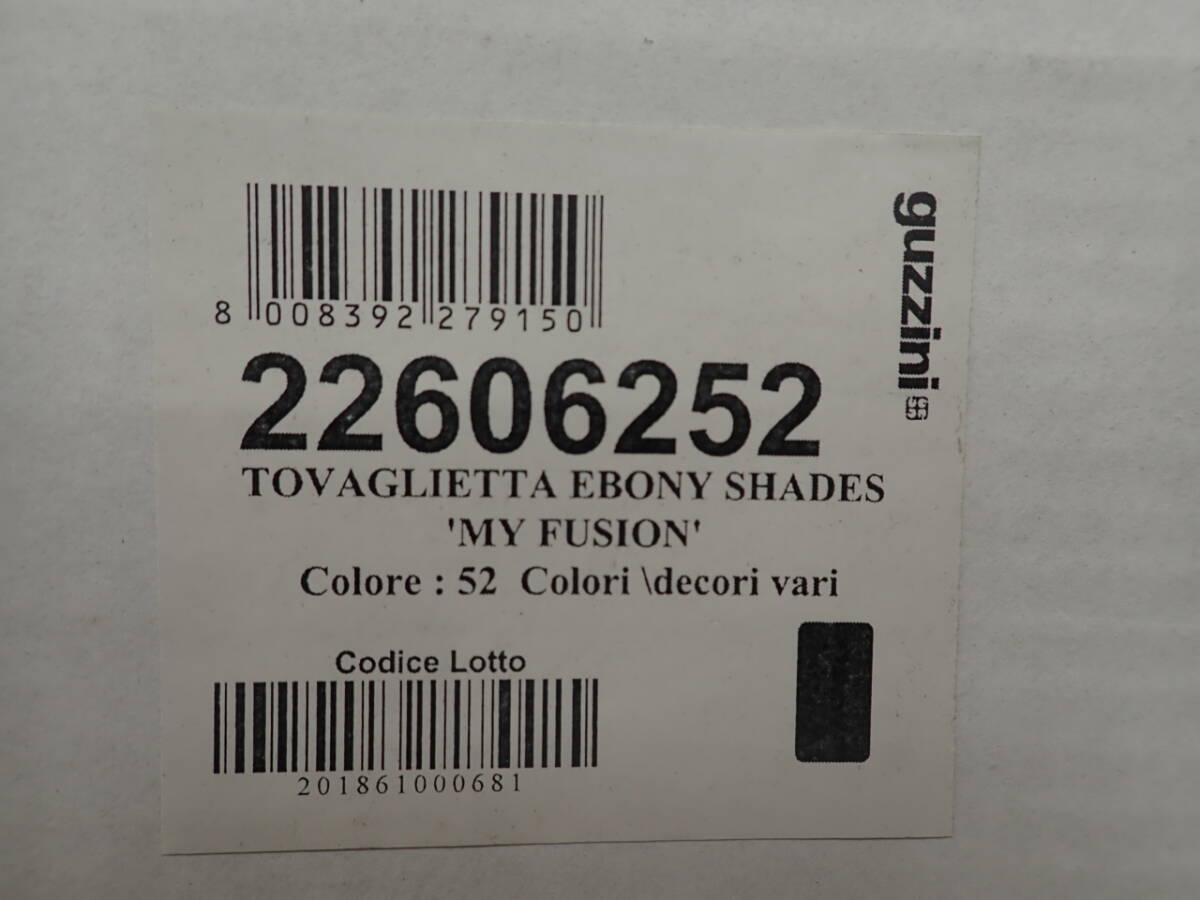 8 008392 279150
guzzini
22606252
TOVAGLIETTA EBONY SHADES
'MY FUSION'
Colore : 52 Colori \decori vari
Codice Lotto
201861000681